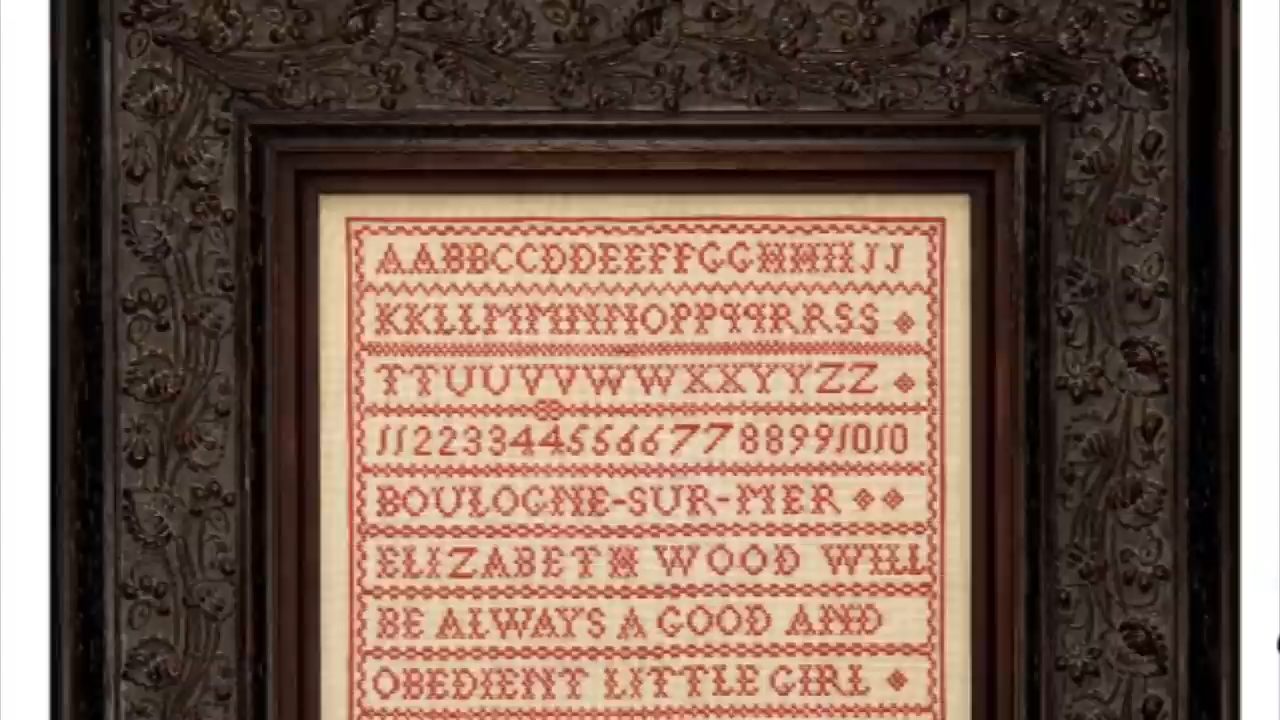 AABBCCDDEEFFGGHHIIJJ
KKLLMMNNOPPqqRRSS
TTUUVVWWXXYYZZ
1122334455667788991010
BOULOGNE-SUR-MER
ELIZABETH WOOD WILL
BE ALWAYS A GOOD AND
OBEDIENT LITTLE GIRL